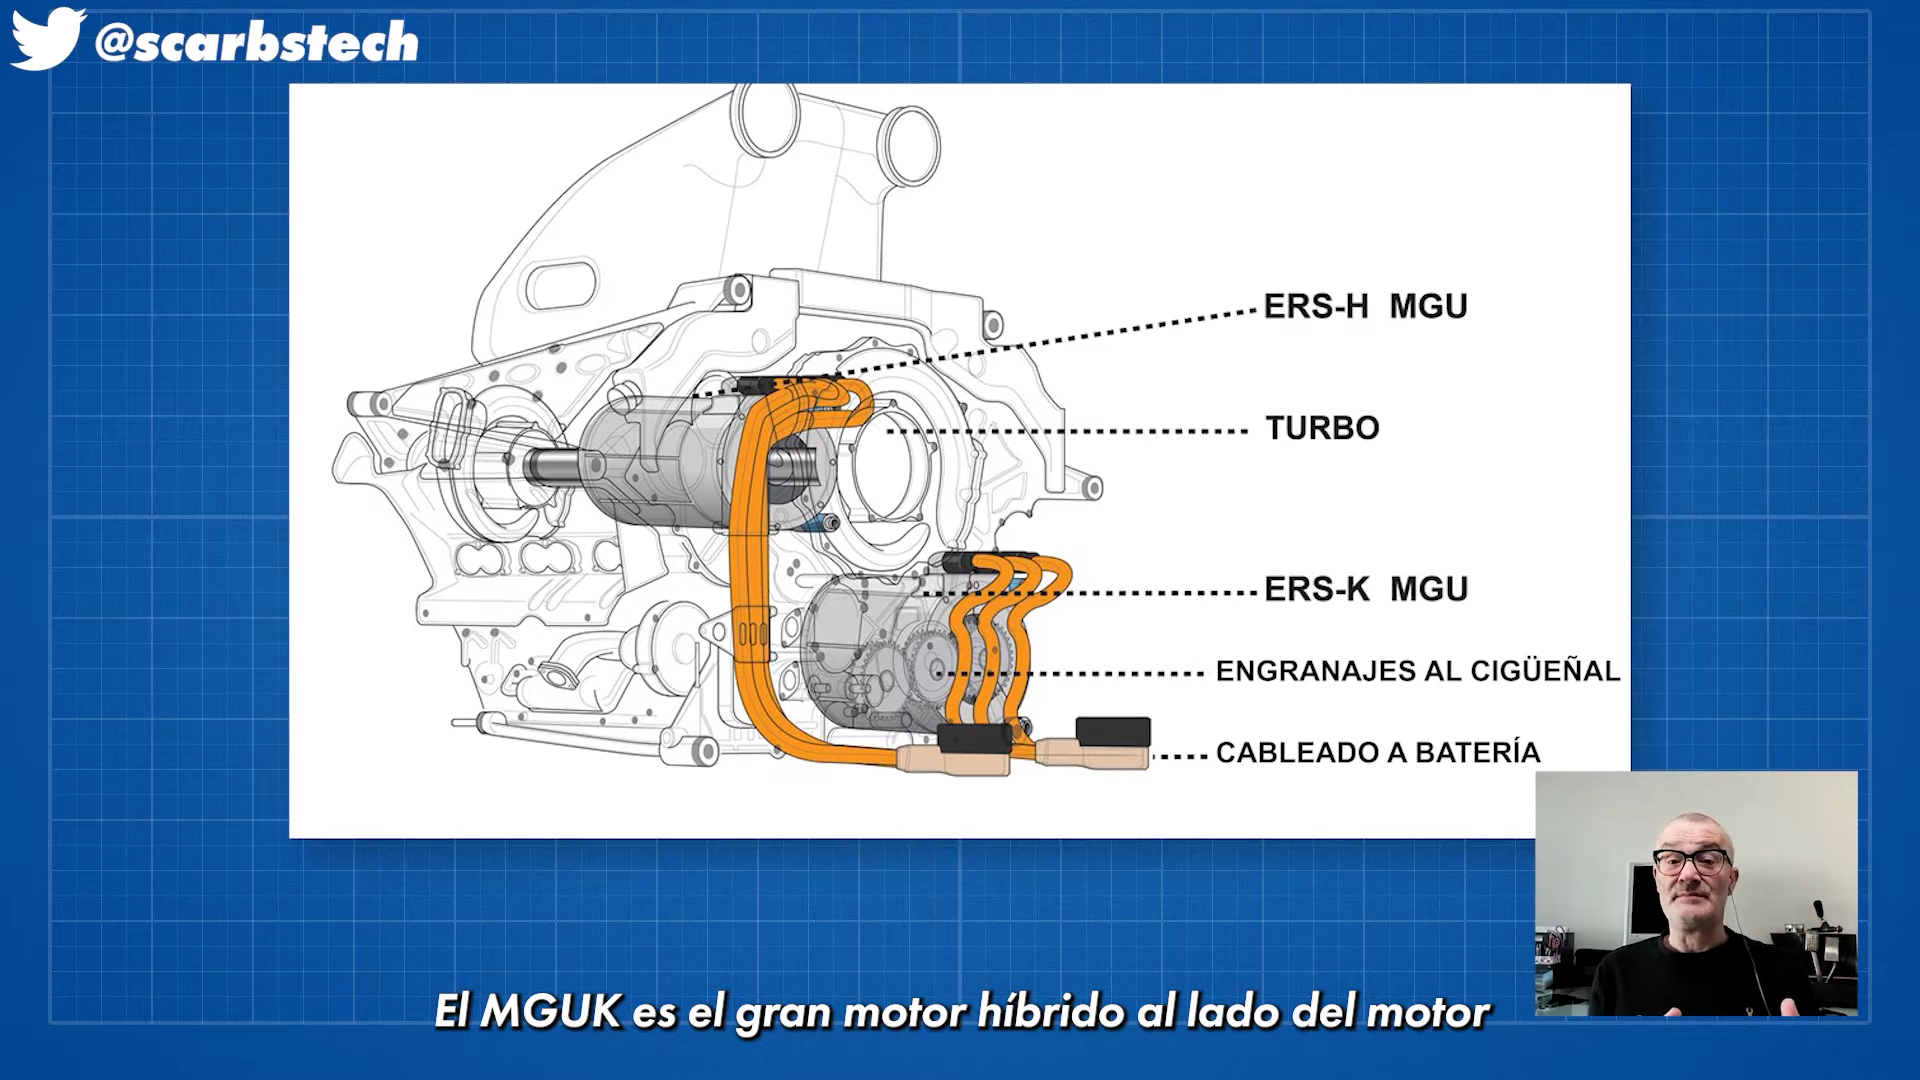 @scarbstech
ERS-H MGU
TURBO
ERS-K MGU
ENGRANAJES AL CIGÜEÑAL
CABLEADO A BATERÍA
El MGUK es el gran motor híbrido al lado del motor